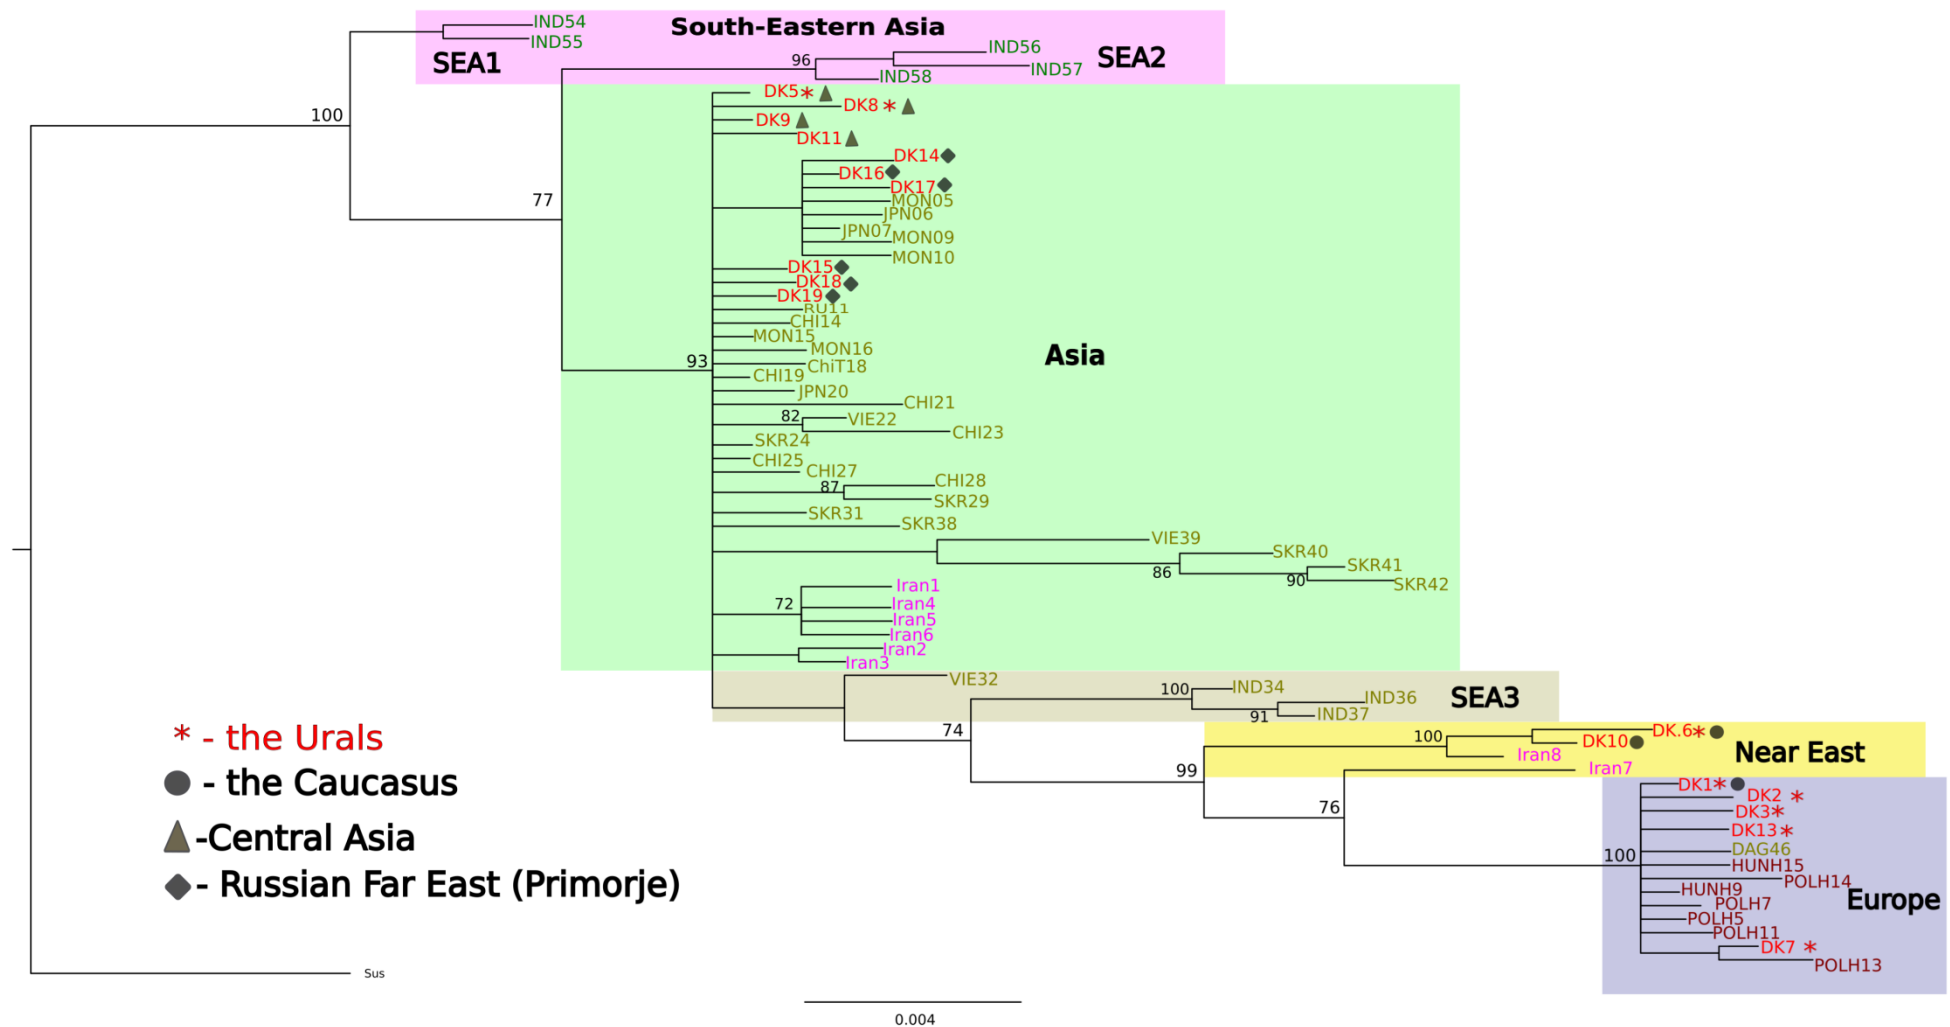 IND54
South-Eastern Asia
IND55
SEA1
IND56
SEA2
96
IND57
IND58
DK5*
DK8 *
100
DK9
DK11
DK14
DK16
DK17
77
MON05
JPN06
JPN07
MON09
MON10
DK15
DK18
DK19
RU11
CHI14
MON15
MON16
Asia
93
ChiT18
CHI19
JPN20
CHI21
82
VIE22
CHI23
SKR24
CHI25
CHI27
87
CHI28
SKR29
SKR31
SKR38
VIE39
SKR40
86
SKR41
90
SKR42
Iran1
72
Iran4
Iran5
Iran6
Iran2
Iran3
VIE32
100
IND34
SEA3
IND36
91
IND37
74
100
DK.6*
DK10
Near East
Iran8
99
Iran7
DK1*
DK2 *
76
DK3*
DK13*
DAG46
100
HUNH15
POLH14
HUNH9
Europe
POLH7
POLH5
POLH11
DK7 *
POLH13
* - the Urals
- the Caucasus
-Central Asia
- Russian Far East (Primorje)
Sus
0.004